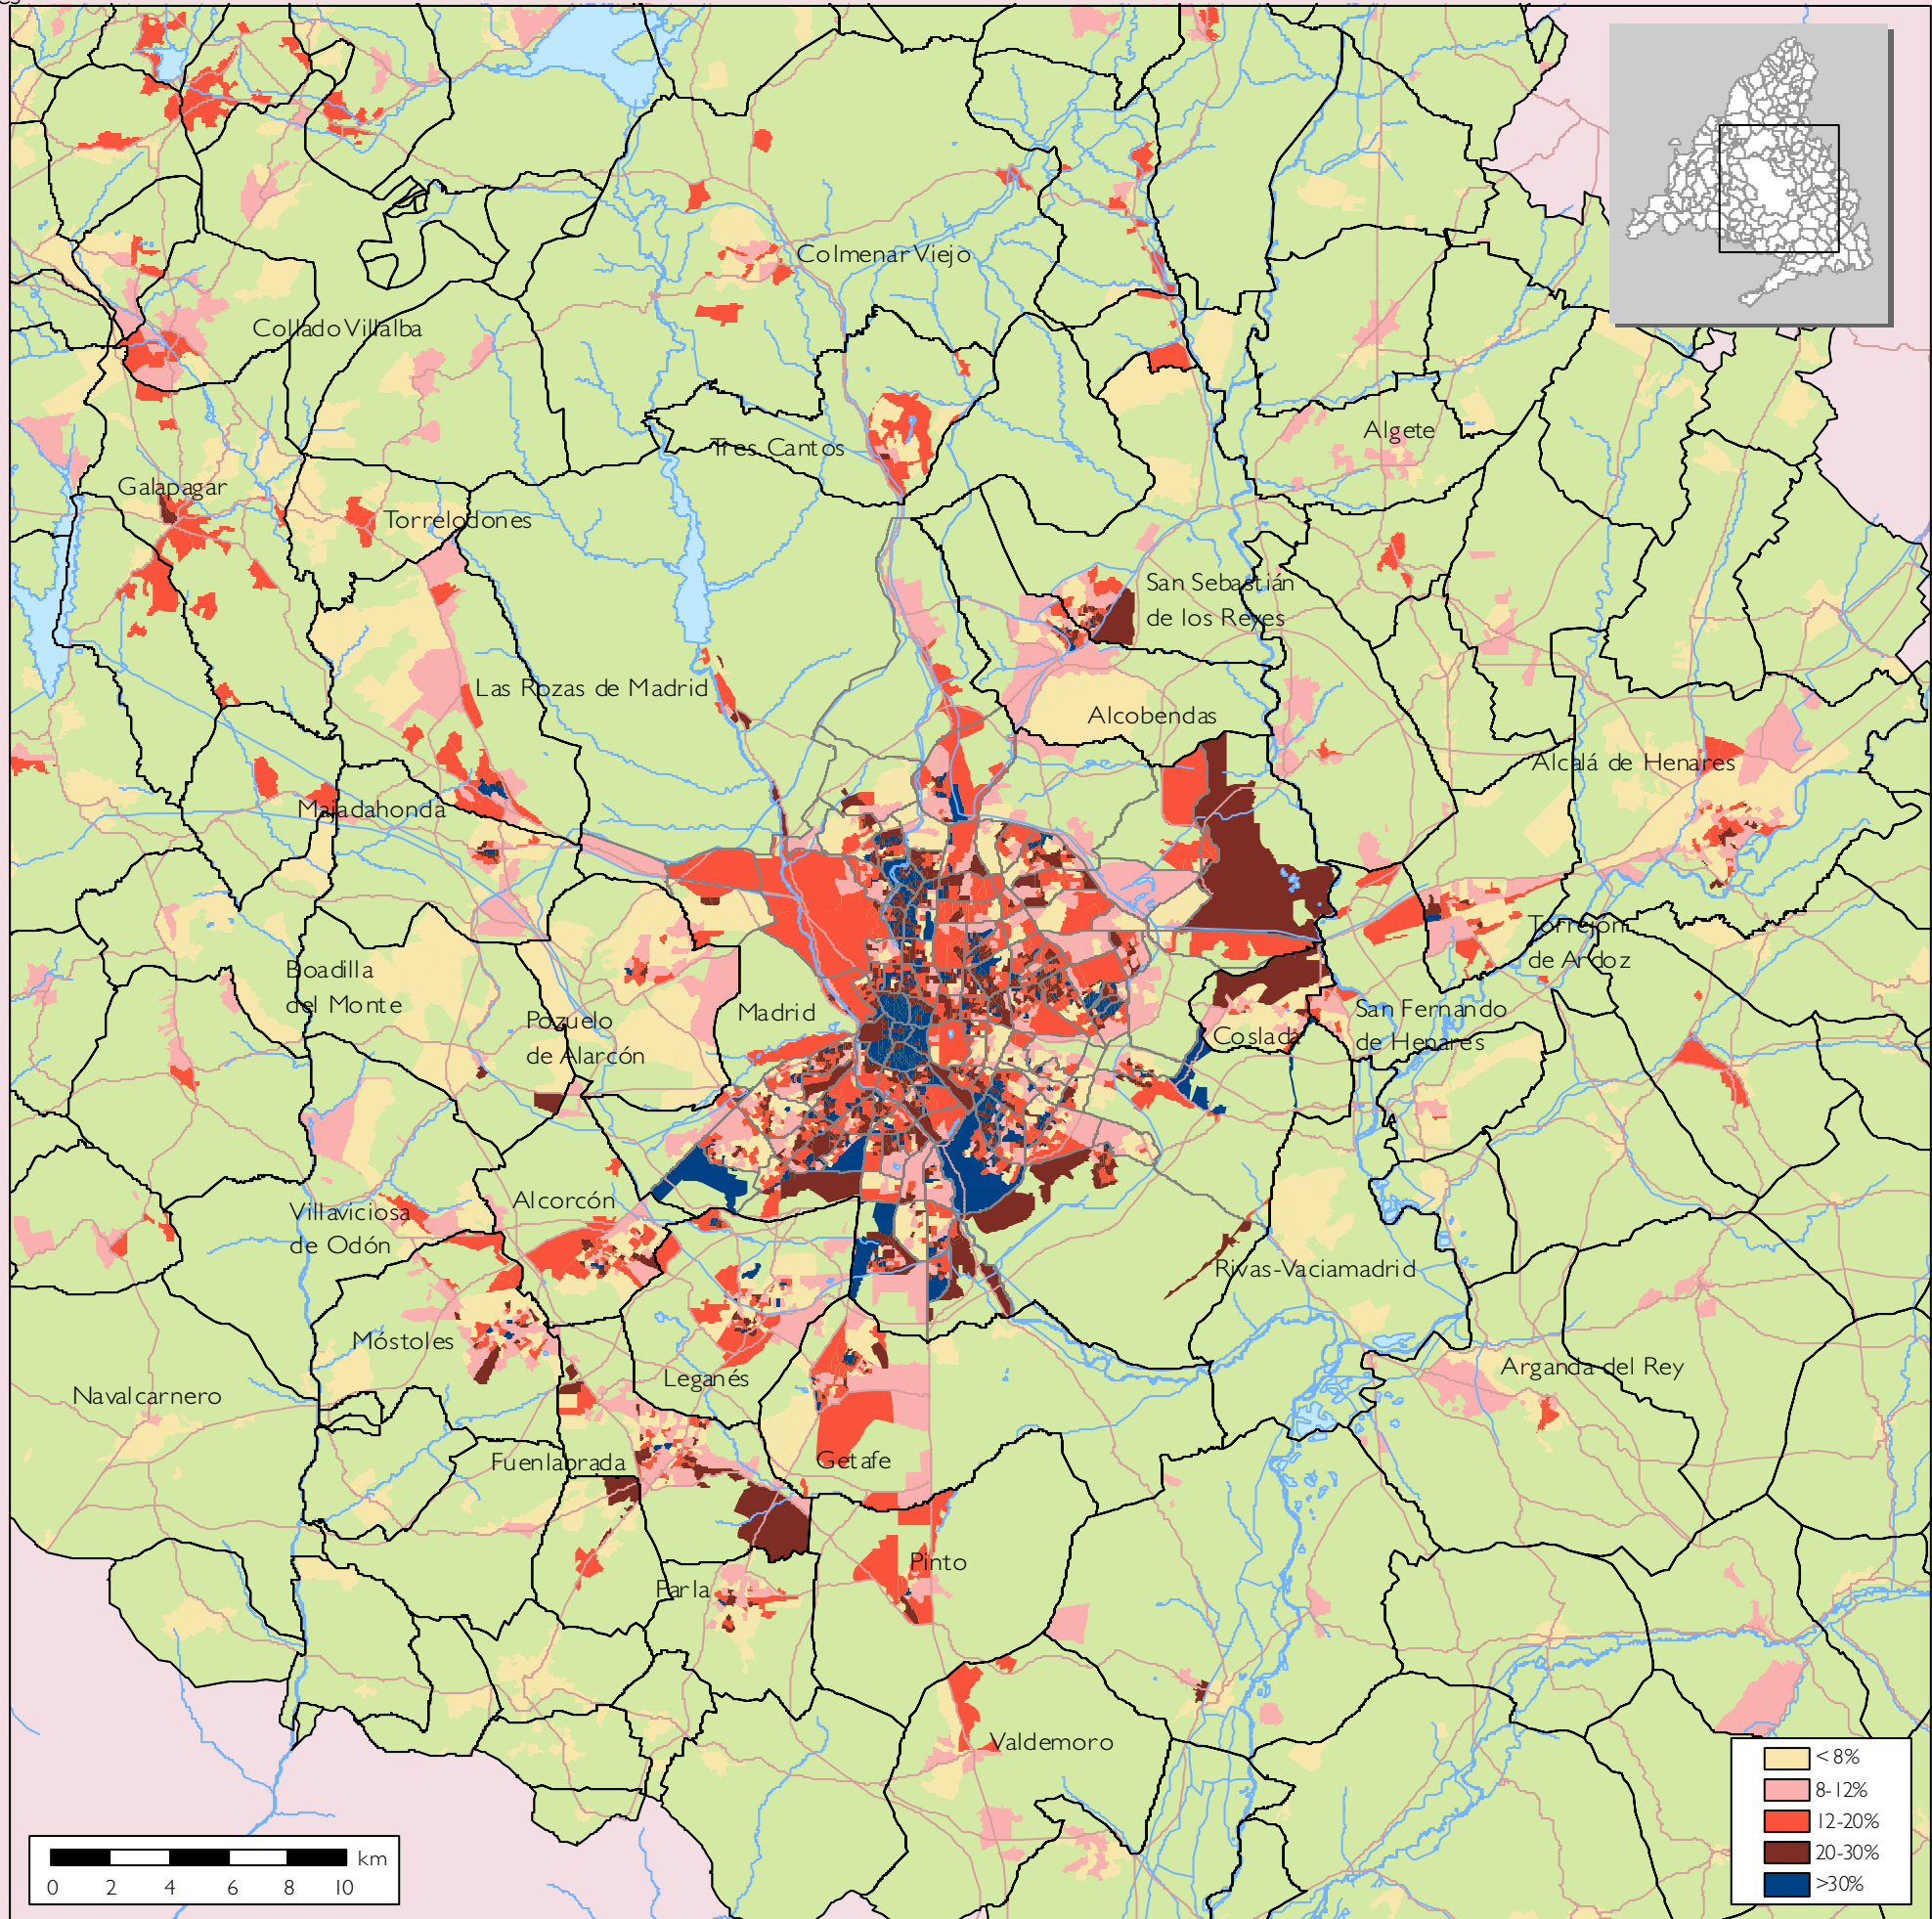 Colmenar Viejo
Collado Villalba
Tres Cantos
Algete
Galapagar
Torrelodones
San Sebastián
de los Reyes
Las Rozas de Madrid
Alcobendas
Alcalá de Henares
Majadahonda
Torrejón
de Ardoz
Boadilla
del Monte
Madrid
Pozuelo
de Alarcón
San Fernando
de Henares
Coslada
Alcorcón
Villaviciosa
de Odón
Rivas-Vaciamadrid
Móstoles
Leganés
Arganda del Rey
Navalcarnero
Fuenlabrada
Getafe
Pinto
Parla
Valdemoro
< 8%
8-12%
12-20%
20-30%
>30%
km
0 2 4 6 8 10